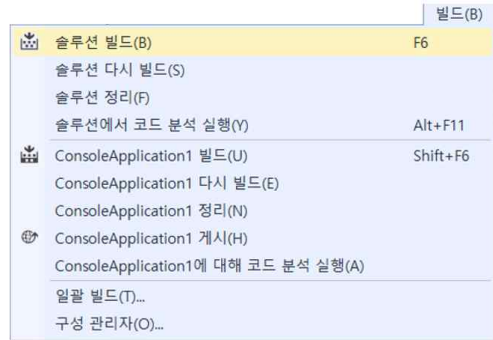 빌드(B)
솔루션 빌드(B) F6
솔루션 다시 빌드(S)
솔루션 정리(F)
솔루션에서 코드 분석 실행(Y) Alt+F11
ConsoleApplication1 빌드(U) Shift+F6
ConsoleApplication1 다시 빌드(E)
ConsoleApplication1 정리(N)
ConsoleApplication1 게시(H)
ConsoleApplication1에 대해 코드 분석 실행(A)
일괄 빌드(T)...
구성 관리자(O)...